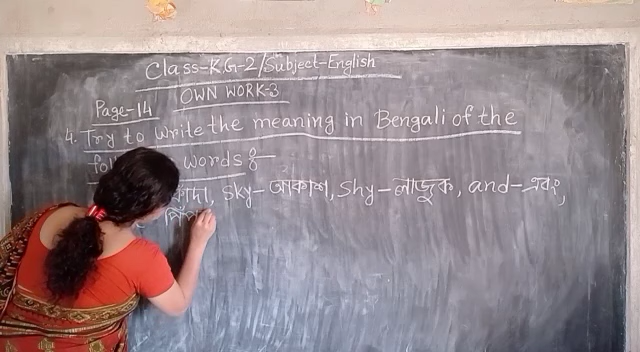 Class-K.G-2/Subject-English
OWN WORK-3
Page-14
4. Try to write the meaning in Bengali of the
words :-
কাদা, Sky-আকাশ, Shy-লাজুক, and-এবং,